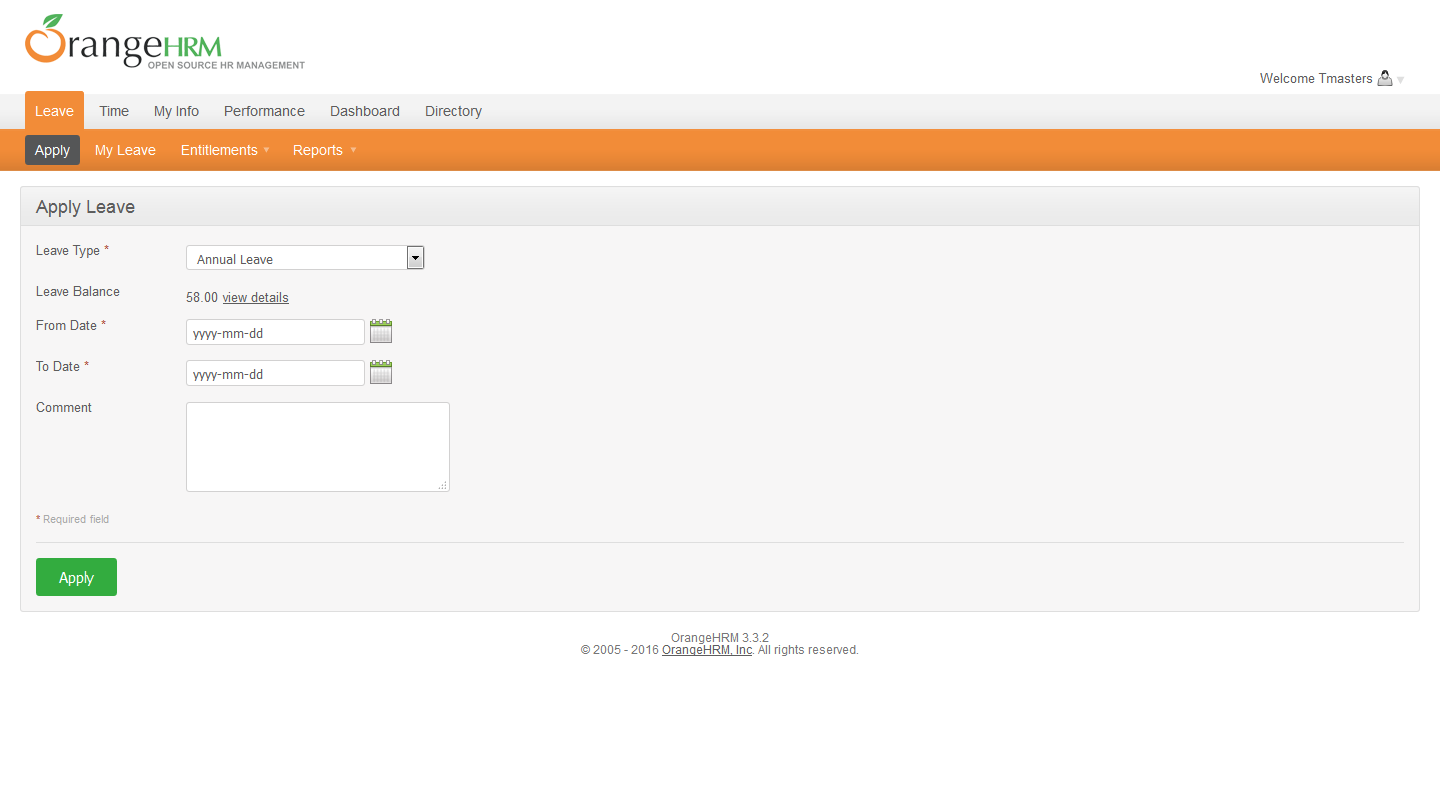 OrangeHRM
OPEN SOURCE HR MANAGEMENT
Welcome Tmasters
Leave Time My Info Performance Dashboard Directory
Apply My Leave Entitlements Reports
Apply Leave
Leave Type * Annual Leave
Leave Balance 58.00 view details
From Date * yyyy-mm-dd
To Date * yyyy-mm-dd
Comment
* Required field
Apply
OrangeHRM 3.3.2
© 2005 - 2016 OrangeHRM, Inc. All rights reserved.